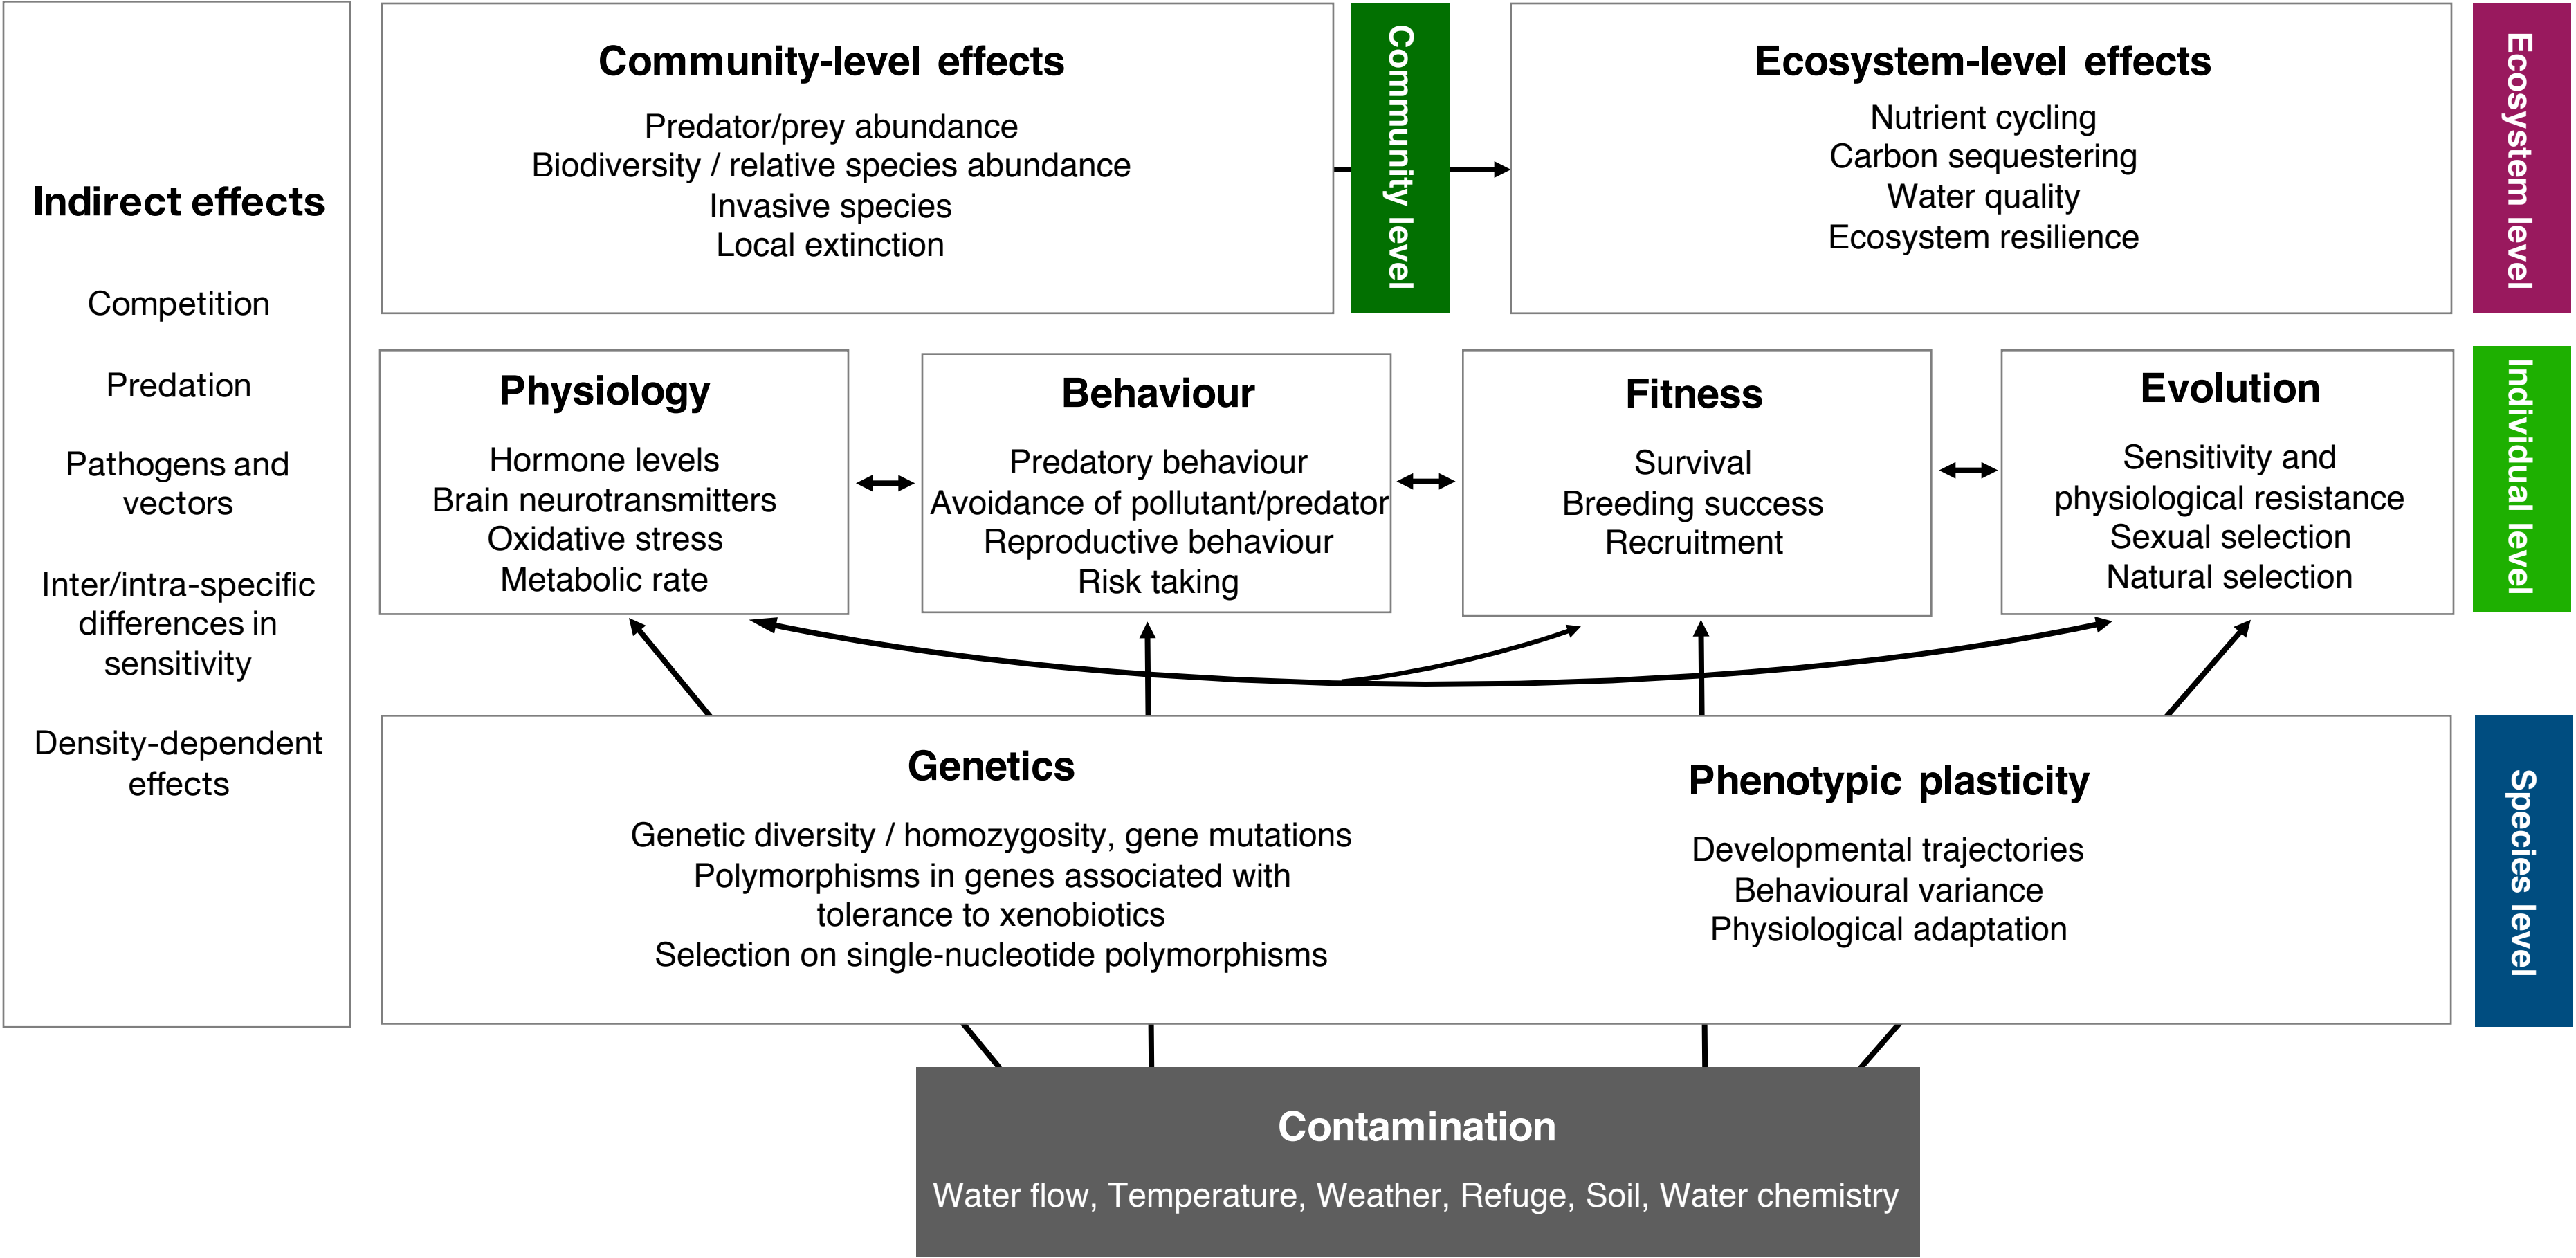 Indirect effects
Competition
Predation
Pathogens and
vectors
Inter/intra-specific
differences in
sensitivity
Density-dependent
effects
Community-level effects
Predator/prey abundance
Biodiversity / relative species abundance
Invasive species
Local extinction
Community level
Ecosystem-level effects
Nutrient cycling
Carbon sequestering
Water quality
Ecosystem resilience
Ecosystem level
Physiology
Hormone levels
Brain neurotransmitters
Oxidative stress
Metabolic rate
Behaviour
Predatory behaviour
Avoidance of pollutant/predator
Reproductive behaviour
Risk taking
Fitness
Survival
Breeding success
Recruitment
Evolution
Sensitivity and
physiological resistance
Sexual selection
Natural selection
Individual level
Genetics
Genetic diversity / homozygosity, gene mutations
Polymorphisms in genes associated with
tolerance to xenobiotics
Selection on single-nucleotide polymorphisms
Phenotypic plasticity
Developmental trajectories
Behavioural variance
Physiological adaptation
Species level
Contamination
Water flow, Temperature, Weather, Refuge, Soil, Water chemistry